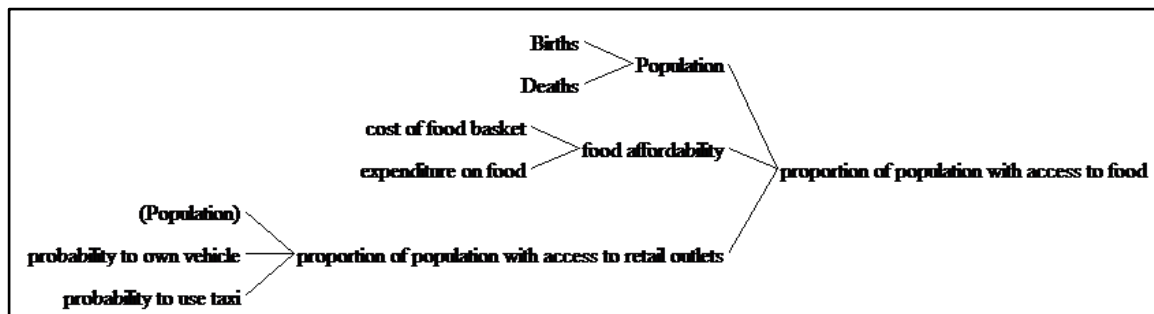 Births
Population
Deaths
cost of food basket
food affordability
expenditure on food
proportion of population with access to food
(Population)
probability to own vehicle
proportion of population with access to retail outlets
probability to use taxi